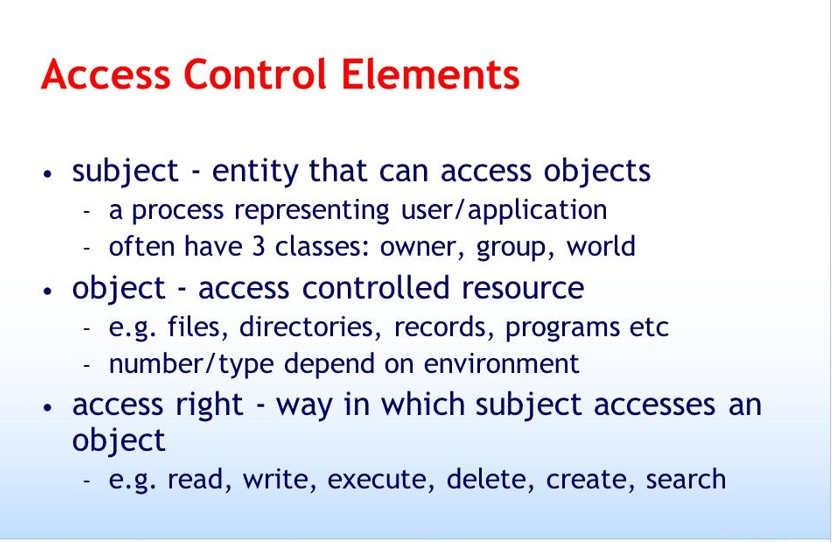 Access Control Elements
• subject - entity that can access objects
- a process representing user/application
- often have 3 classes: owner, group, world
• object - access controlled resource
- e.g. files, directories, records, programs etc
- number/type depend on environment
• access right - way in which subject accesses an
object
- e.g. read, write, execute, delete, create, search